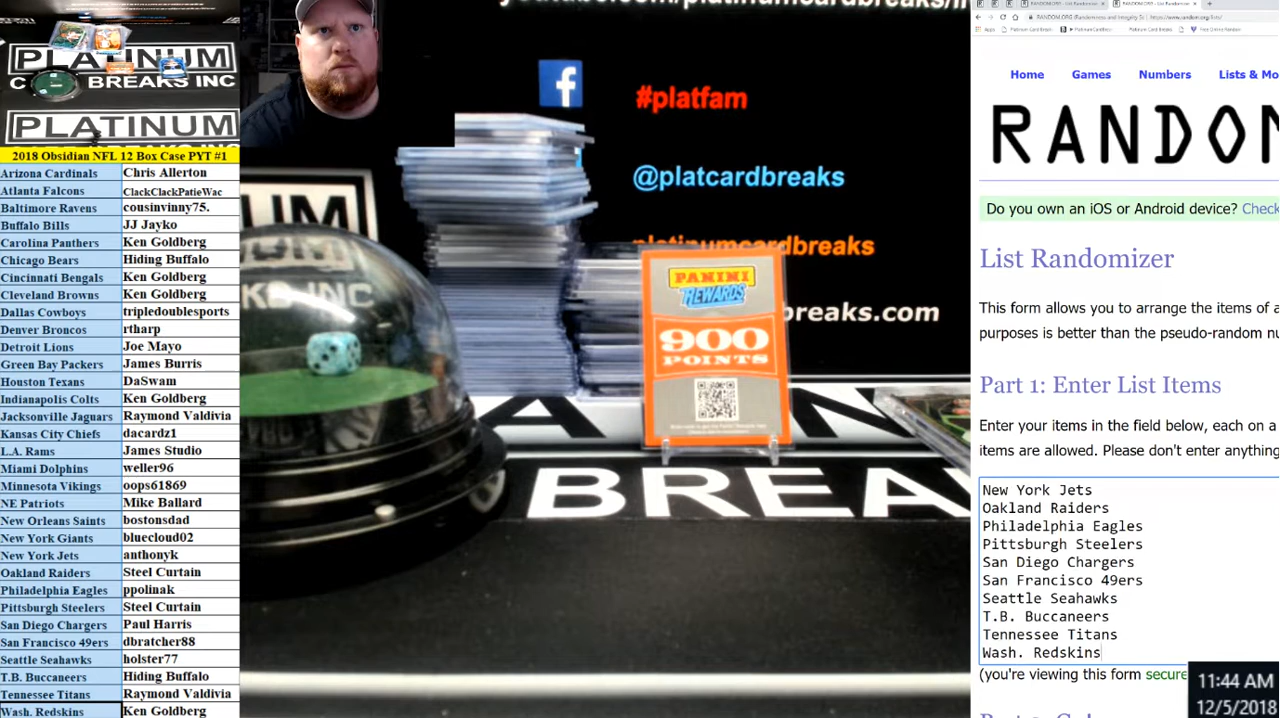 PLATINUM
CARD BREAKS INC
PLATINUM
2018 Obsidian NFL 12 Box Case PYT #1
Arizona Cardinals Chris Allerton
Atlanta Falcons ClackClackPatieWac
Baltimore Ravens cousinvinny75.
Buffalo Bills JJ Jayko
Carolina Panthers Ken Goldberg
Chicago Bears Hiding Buffalo
Cincinnati Bengals Ken Goldberg
Cleveland Browns Ken Goldberg
Dallas Cowboys tripledoublesports
Denver Broncos rtharp
Detroit Lions Joe Mayo
Green Bay Packers James Burris
Houston Texans DaSwam
Indianapolis Colts Ken Goldberg
Jacksonville Jaguars Raymond Valdivia
Kansas City Chiefs dacardz1
L.A. Rams James Studio
Miami Dolphins weller96
Minnesota Vikings oops61869
NE Patriots Mike Ballard
New Orleans Saints bostonsdad
New York Giants bluecloud02
New York Jets anthonyk
Oakland Raiders Steel Curtain
Philadelphia Eagles ppolinak
Pittsburgh Steelers Steel Curtain
San Diego Chargers Paul Harris
San Francisco 49ers dbratcher88
Seattle Seahawks holster77
T.B. Buccaneers Hiding Buffalo
Tennessee Titans Raymond Valdivia
Wash. Redskins Ken Goldberg
youtube.com/platinumcardbreaks/
f
#platfam
@platcardbreaks
platinumcardbreaks
breaks.com
PANINI
REWARDS
900
POINTS
BREA
Home Games Numbers Lists & Mo
RANDO
Do you own an iOS or Android device? Check
List Randomizer
This form allows you to arrange the items of a
purposes is better than the pseudo-random nu
Part 1: Enter List Items
Enter your items in the field below, each on a
items are allowed. Please don't enter anything
New York Jets
Oakland Raiders
Philadelphia Eagles
Pittsburgh Steelers
San Diego Chargers
San Francisco 49ers
Seattle Seahawks
T.B. Buccaneers
Tennessee Titans
Wash. Redskins
(you're viewing this form secure
11:44 AM
12/5/2018